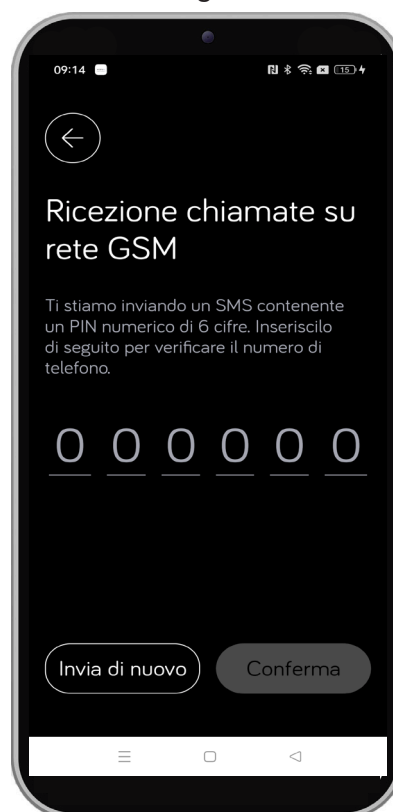 09:14
15
Ricezione chiamate su
rete GSM
Ti stiamo inviando un SMS contenente
un PIN numerico di 6 cifre. Inseriscilo
di seguito per verificare il numero di
telefono.
0 0 0 0 0 0
Invia di nuovo Conferma